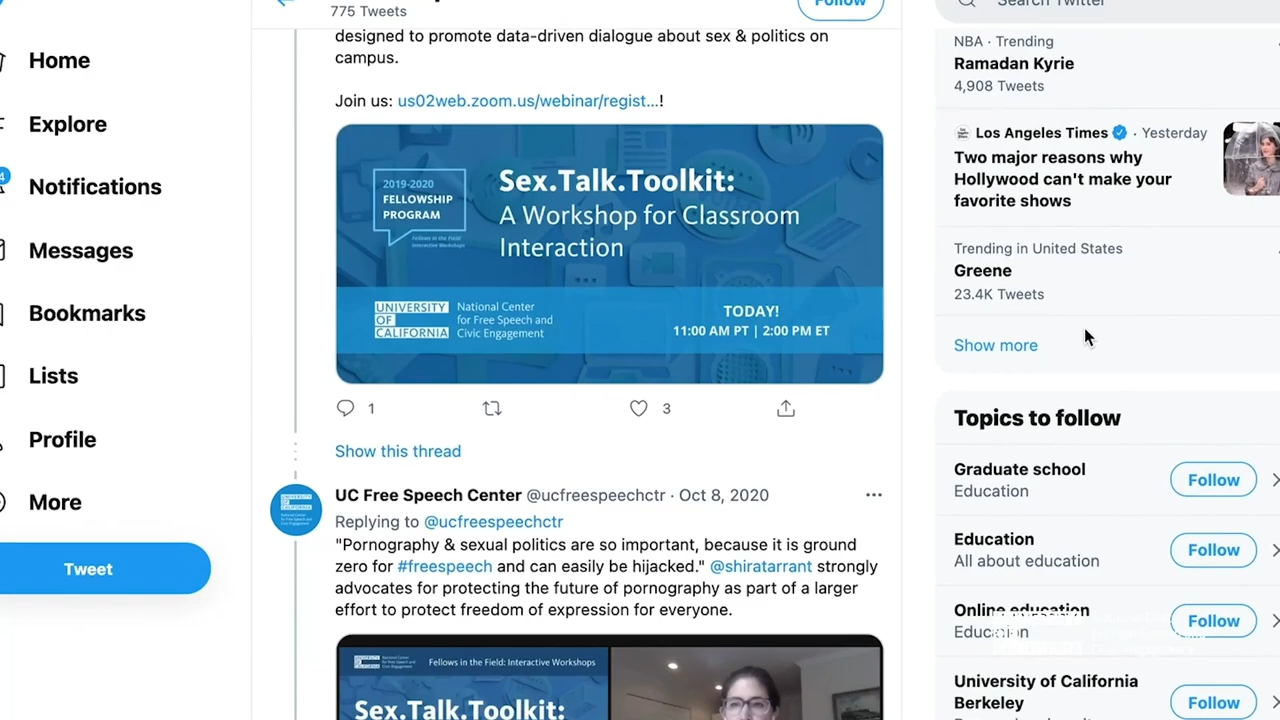 Home
Explore
4
Notifications
Messages
Bookmarks
Lists
Profile
More
Tweet
775 Tweets
Follow
designed to promote data-driven dialogue about sex & politics on
campus.
Join us: us02web.zoom.us/webinar/regist...!
2019-2020
FELLOWSHIP
PROGRAM
Fellows in the Field:
Interactive Workshops
Sex.Talk.Toolkit:
A Workshop for Classroom
Interaction
UNIVERSITY
OF
CALIFORNIA
National Center
for Free Speech and
Civic Engagement
TODAY!
11:00 AM PT | 2:00 PM ET
1
3
Show this thread
UC Free Speech Center @ucfreespeechctr · Oct 8, 2020
Replying to @ucfreespeechctr
"Pornography & sexual politics are so important, because it is ground
zero for #freespeech and can easily be hijacked." @shiratarrant strongly
advocates for protecting the future of pornography as part of a larger
effort to protect freedom of expression for everyone.
Fellows in the Field: Interactive Workshops
Sex.Talk.Toolkit:
Search Twitter
NBA · Trending
Ramadan Kyrie
4,908 Tweets
Los Angeles Times · Yesterday
Two major reasons why
Hollywood can't make your
favorite shows
Trending in United States
Greene
23.4K Tweets
Show more
Topics to follow
Graduate school
Education
Follow
Education
All about education
Follow
Online education
Education
Follow
University of California
Berkeley
Follow